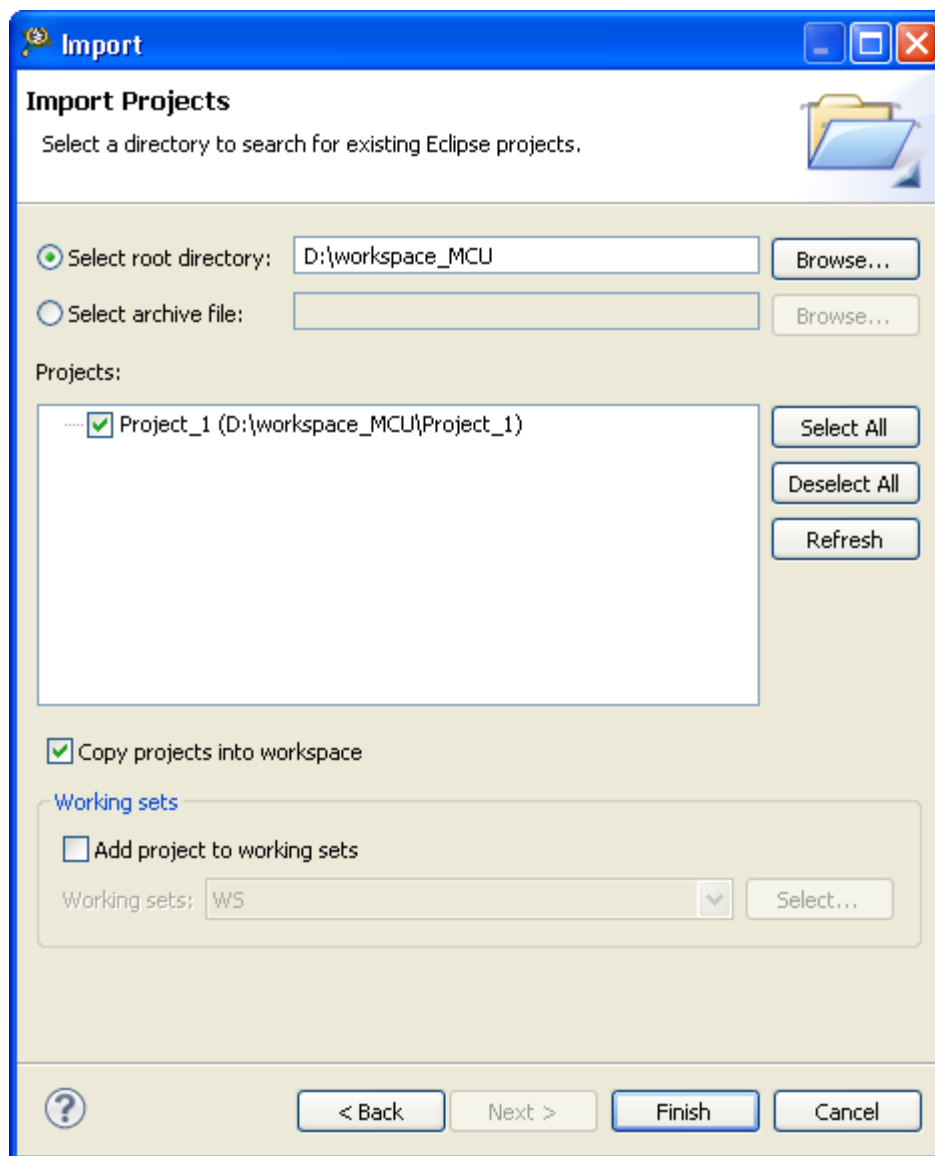 Import
Import Projects
Select a directory to search for existing Eclipse projects.
Select root directory: D:\workspace_MCU Browse...
Select archive file: Browse...
Projects:
Project_1 (D:\workspace_MCU\Project_1)
Select All
Deselect All
Refresh
Copy projects into workspace
Working sets
Add project to working sets
Working sets: WS Select...
? < Back Next > Finish Cancel